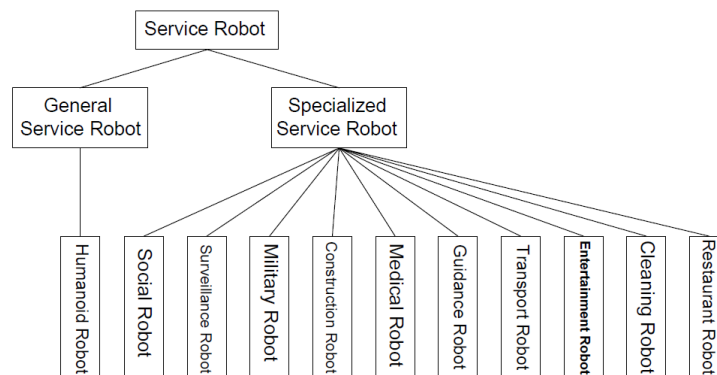 Service Robot
General
Service Robot
Specialized
Service Robot
Humanoid Robot
Social Robot
Surveillance Robot
Military Robot
Construction Robot
Medical Robot
Guidance Robot
Transport Robot
Entertainment Robot
Cleaning Robot
Restaurant Robot